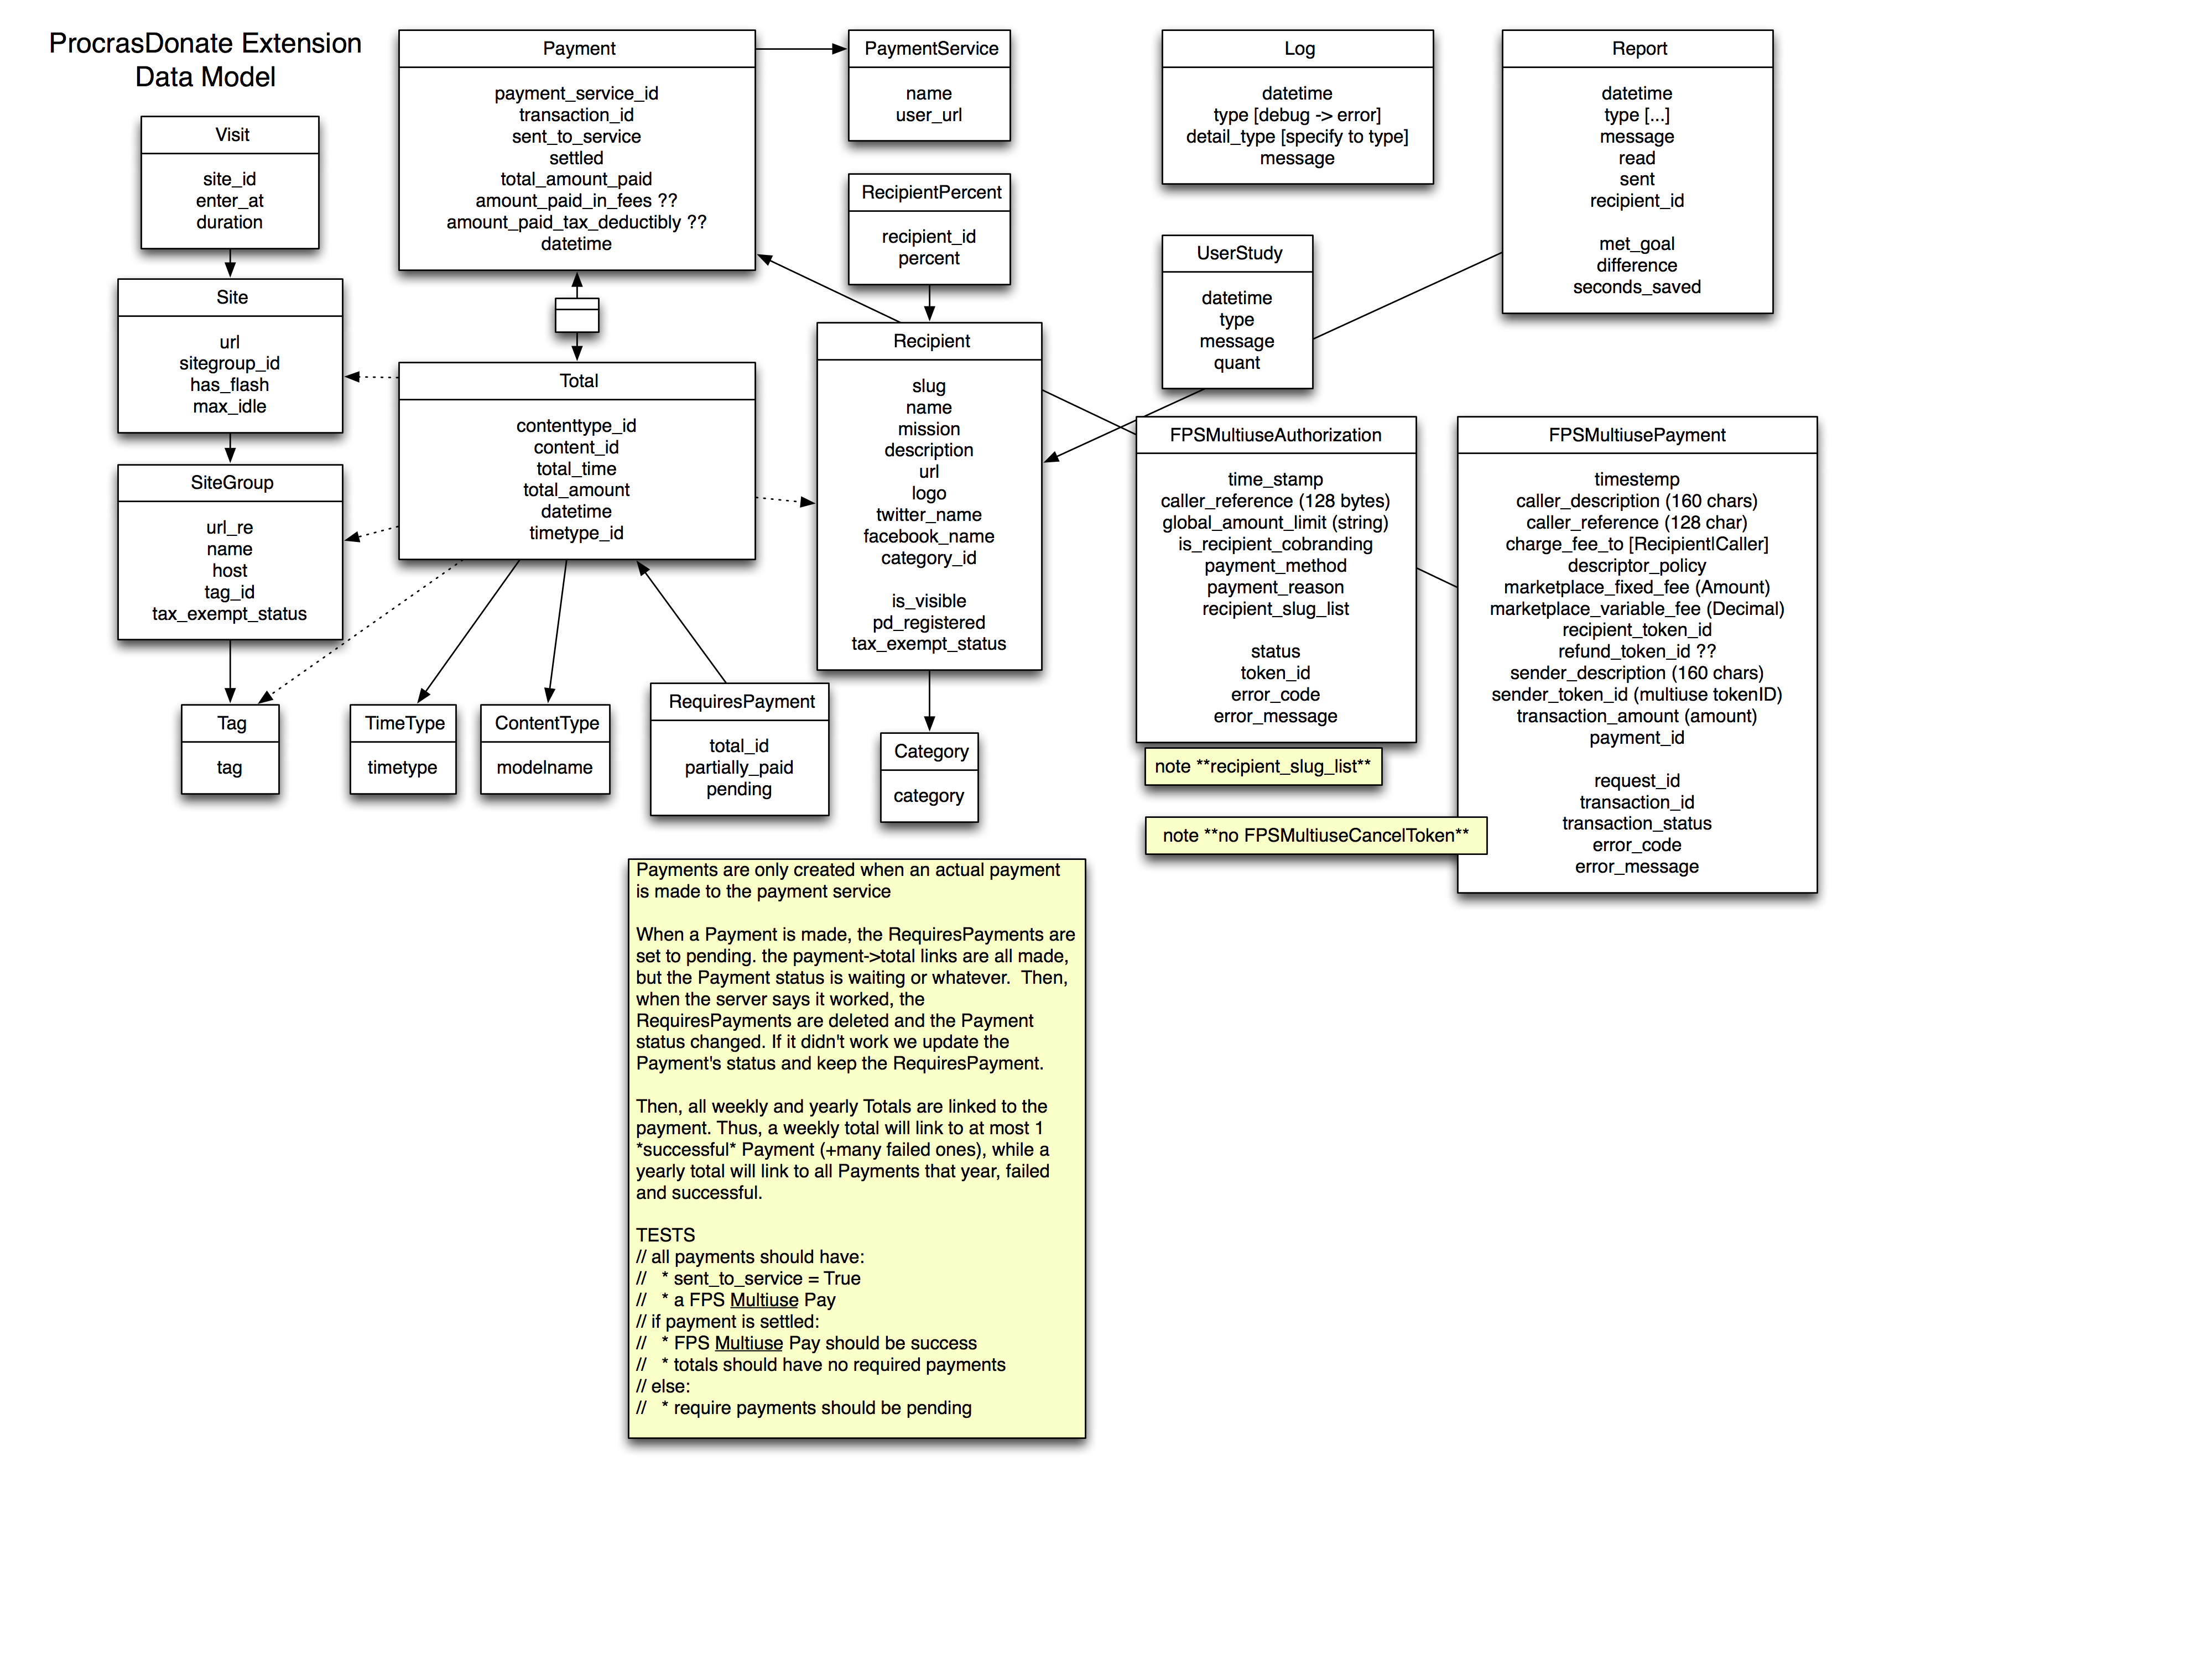 ProcrasDonate Extension
Data Model
Visit
site_id
enter_at
duration
Site
url
sitegroup_id
has_flash
max_idle
SiteGroup
url_re
name
host
tag_id
tax_exempt_status
Tag
tag
Payment
payment_service_id
transaction_id
sent_to_service
settled
total_amount_paid
amount_paid_in_fees ??
amount_paid_tax_deductibly ??
datetime
Total
contenttype_id
content_id
total_time
total_amount
datetime
timetype_id
TimeType
timetype
ContentType
modelname
RequiresPayment
total_id
partially_paid
pending
PaymentService
name
user_url
RecipientPercent
recipient_id
percent
Recipient
slug
name
mission
description
url
logo
twitter_name
facebook_name
category_id
is_visible
pd_registered
tax_exempt_status
Category
category
Log
datetime
type [debug -> error]
detail_type [specify to type]
message
UserStudy
datetime
type
message
quant
Report
datetime
type [...]
message
read
sent
recipient_id
met_goal
difference
seconds_saved
FPSMultiuseAuthorization
time_stamp
caller_reference (128 bytes)
global_amount_limit (string)
is_recipient_cobranding
payment_method
payment_reason
recipient_slug_list
status
token_id
error_code
error_message
note **recipient_slug_list**
note **no FPSMultiuseCancelToken**
FPSMultiusePayment
timestemp
caller_description (160 chars)
caller_reference (128 char)
charge_fee_to [Recipient|Caller]
descriptor_policy
marketplace_fixed_fee (Amount)
marketplace_variable_fee (Decimal)
recipient_token_id
refund_token_id ??
sender_description (160 chars)
sender_token_id (multiuse tokenID)
transaction_amount (amount)
payment_id
request_id
transaction_id
transaction_status
error_code
error_message
Payments are only created when an actual payment
is made to the payment service
When a Payment is made, the RequiresPayments are
set to pending. the payment->total links are all made,
but the Payment status is waiting or whatever.  Then,
when the server says it worked, the
RequiresPayments are deleted and the Payment
status changed. If it didn't work we update the
Payment's status and keep the RequiresPayment.
Then, all weekly and yearly Totals are linked to the
payment. Thus, a weekly total will link to at most 1
*successful* Payment (+many failed ones), while a
yearly total will link to all Payments that year, failed
and successful.
TESTS
// all payments should have:
//   * sent_to_service = True
//   * a FPS Multiuse Pay
// if payment is settled:
//   * FPS Multiuse Pay should be success
//   * totals should have no required payments
// else:
//   * require payments should be pending